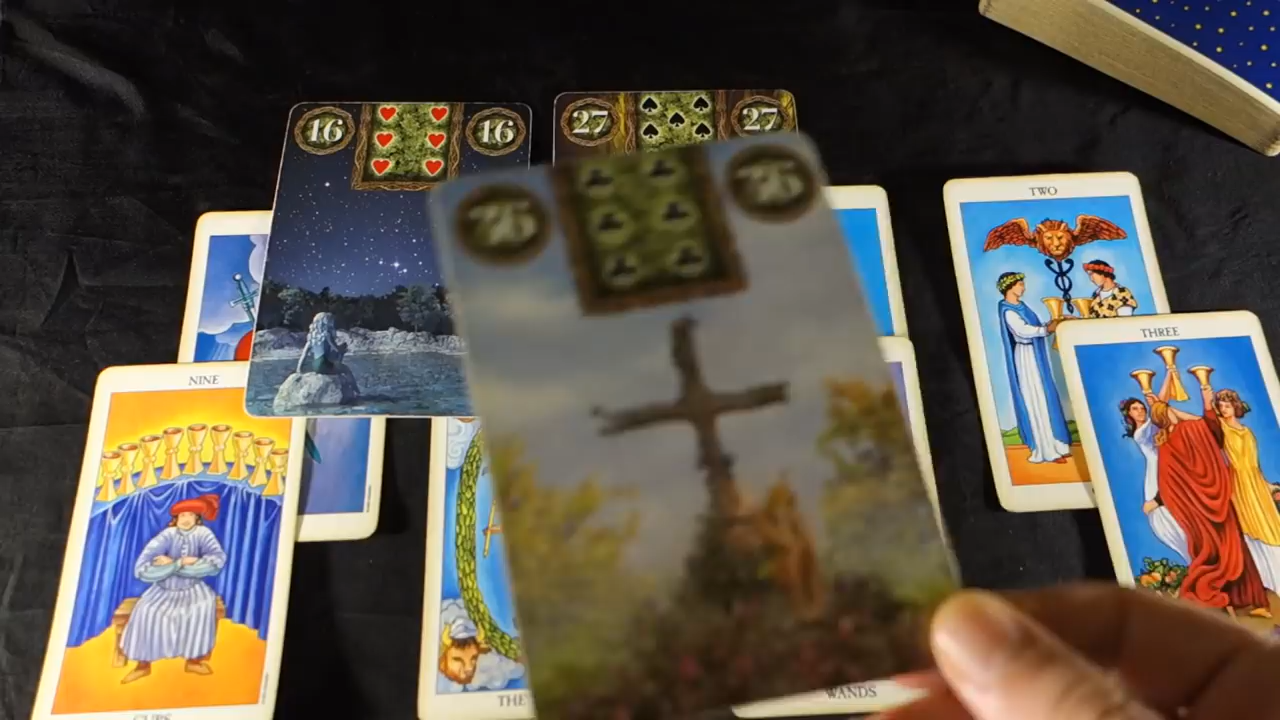 16 16
27 27
TWO
THREE
NINE
THE
WANDS
CUPS